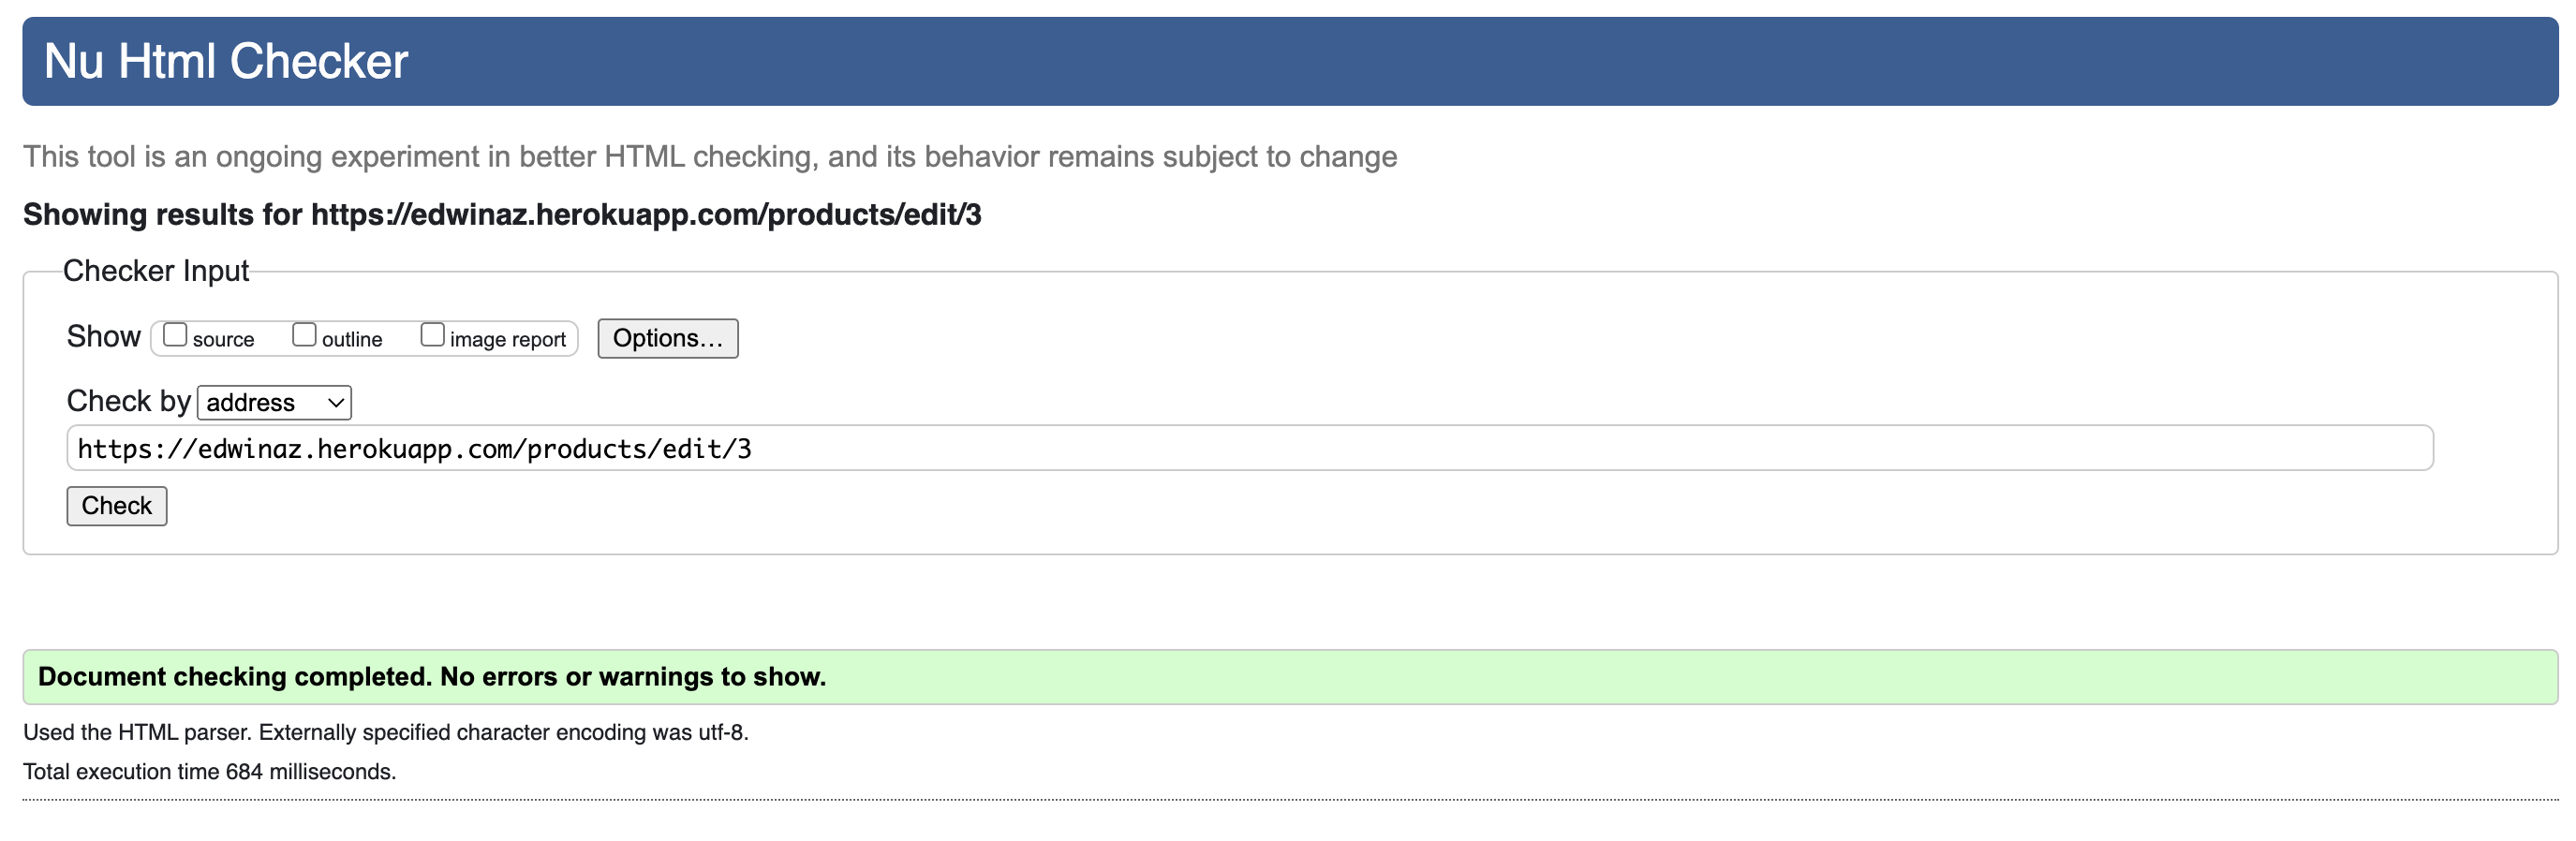 Nu Html Checker
This tool is an ongoing experiment in better HTML checking, and its behavior remains subject to change
Showing results for https://edwinaz.herokuapp.com/products/edit/3
Checker Input
Show source outline image report Options...
Check by address
https://edwinaz.herokuapp.com/products/edit/3
Check
Document checking completed. No errors or warnings to show.
Used the HTML parser. Externally specified character encoding was utf-8.
Total execution time 684 milliseconds.